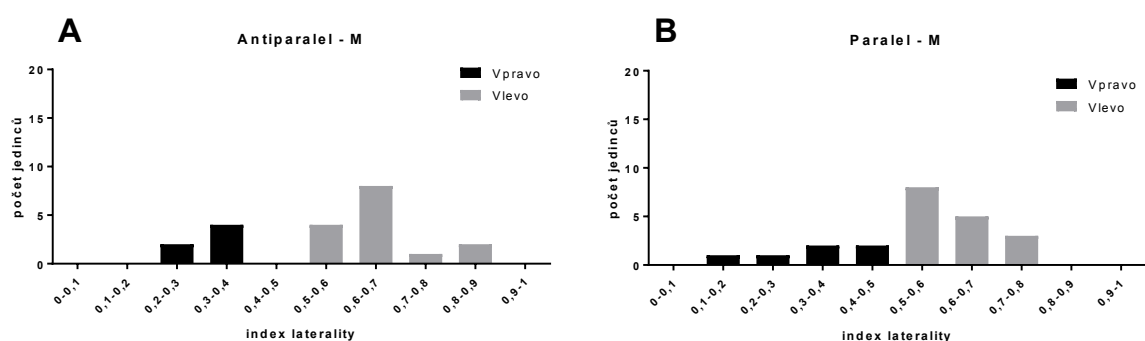 A
Antiparalel - M
Vpravo
Vlevo
20
15
10
5
0
počet jedinců
0-0,1
0,1-0,2
0,2-0,3
0,3-0,4
0,4-0,5
0,5-0,6
0,6-0,7
0,7-0,8
0,8-0,9
0,9-1
index laterality
B
Paralel - M
Vpravo
Vlevo
20
15
10
5
0
počet jedinců
0-0,1
0,1-0,2
0,2-0,3
0,3-0,4
0,4-0,5
0,5-0,6
0,6-0,7
0,7-0,8
0,8-0,9
0,9-1
index laterality